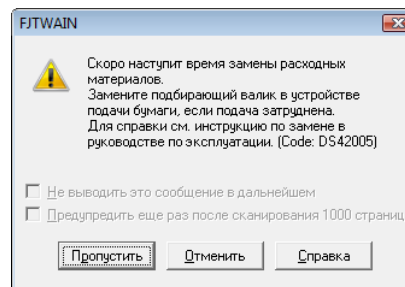 FJTWAIN
Скоро наступит время замены расходных
материалов.
Замените подбирающий валик в устройстве
подачи бумаги, если подача затруднена.
Для справки см. инструкцию по замене в
руководстве по эксплуатации. (Code: DS42005)
Не выводить это сообщение в дальнейшем
Предупредить еще раз после сканирования 1000 страниц
Пропустить Отменить Справка